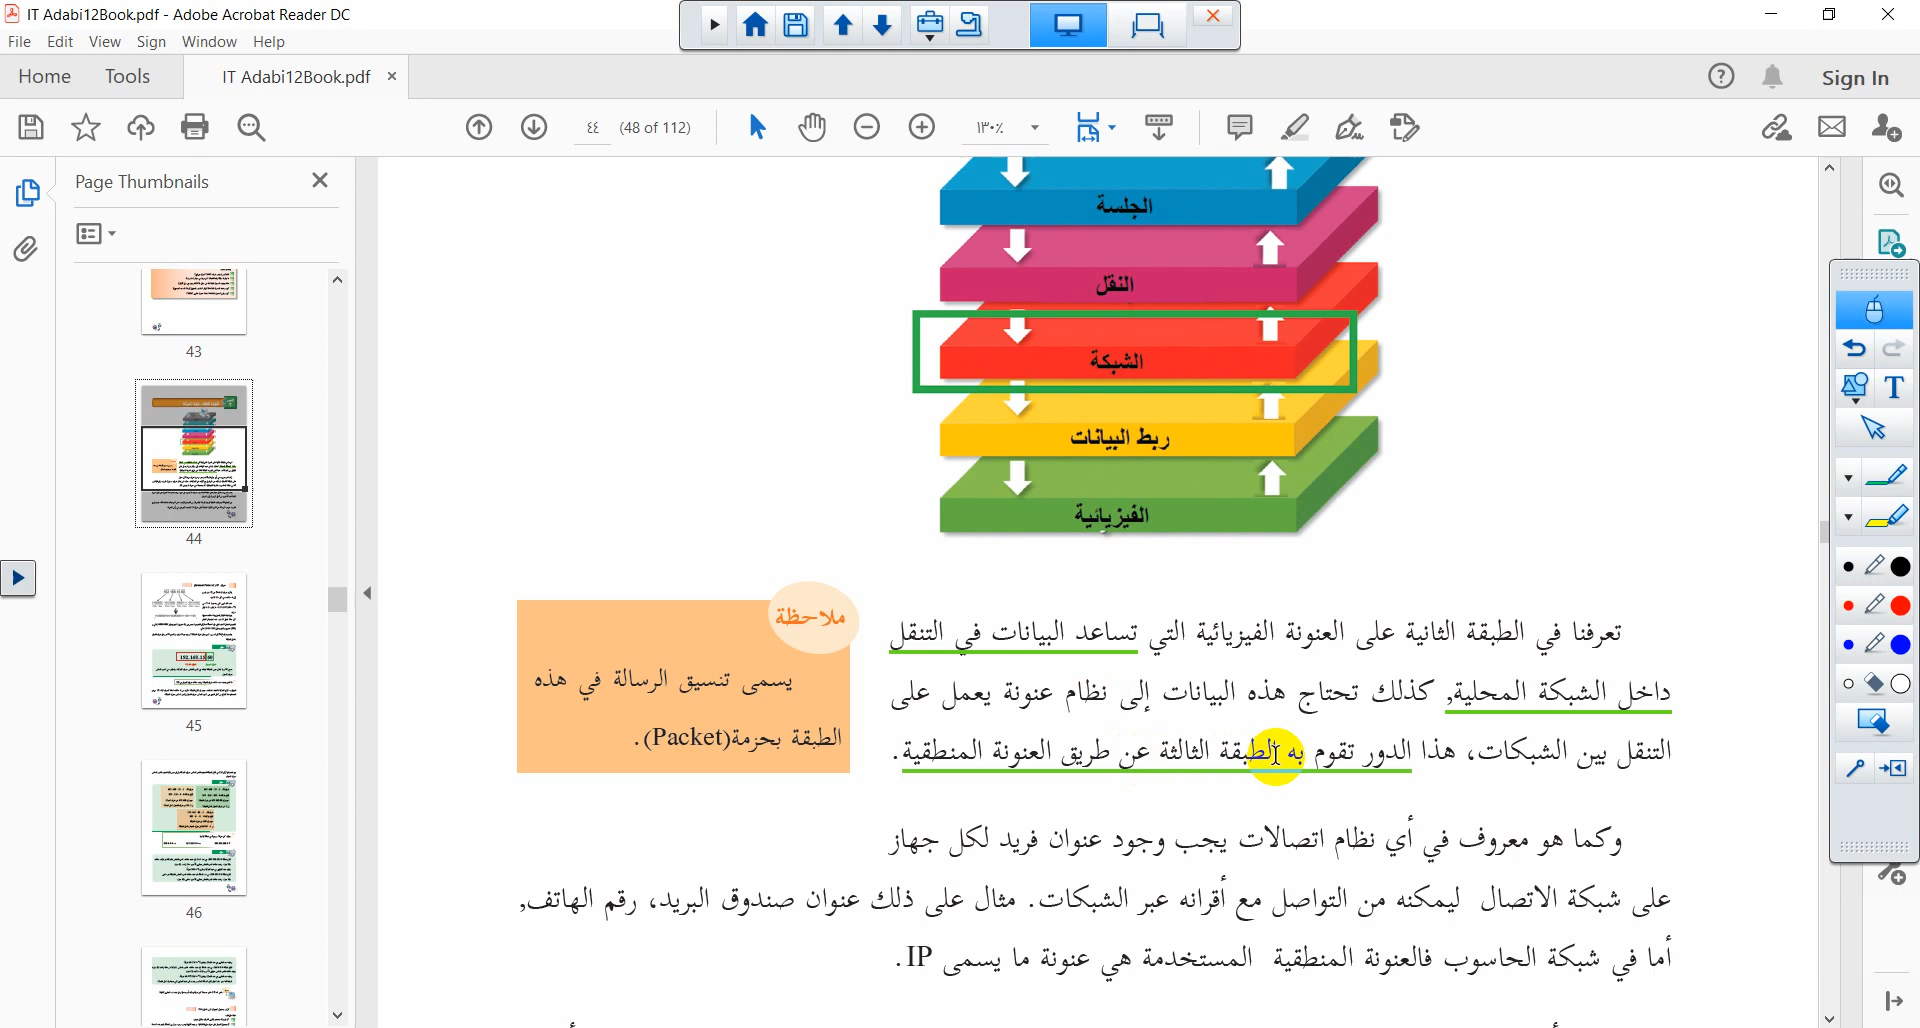 IT Adabi12Book.pdf - Adobe Acrobat Reader DC
File Edit View Sign Window Help
Home Tools IT Adabi12Book.pdf
Sign In
٤٤ (48 of 112) ١٣٠٪
Page Thumbnails
43
44
45
46
الجلسة
النقل
الشبكة
ربط البيانات
الفيزيائية
ملاحظة
يسمى تنسيق الرسالة في هذه
الطبقة بحزمة(Packet).
تعرفنا في الطبقة الثانية على العنونة الفيزيائية التي تساعد البيانات في التنقل
داخل الشبكة المحلية, كذلك تحتاج هذه البيانات إلى نظام عنونة يعمل على
التنقل بين الشبكات، هذا الدور تقوم به الطبقة الثالثة عن طريق العنونة المنطقية.
وكما هو معروف في أي نظام اتصالات يجب وجود عنوان فريد لكل جهاز
على شبكة الاتصال ليمكنه من التواصل مع أقرانه عبر الشبكات. مثال على ذلك عنوان صندوق البريد، رقم الهاتف,
أما في شبكة الحاسوب فالعنونة المنطقية المستخدمة هي عنونة ما يسمى IP.